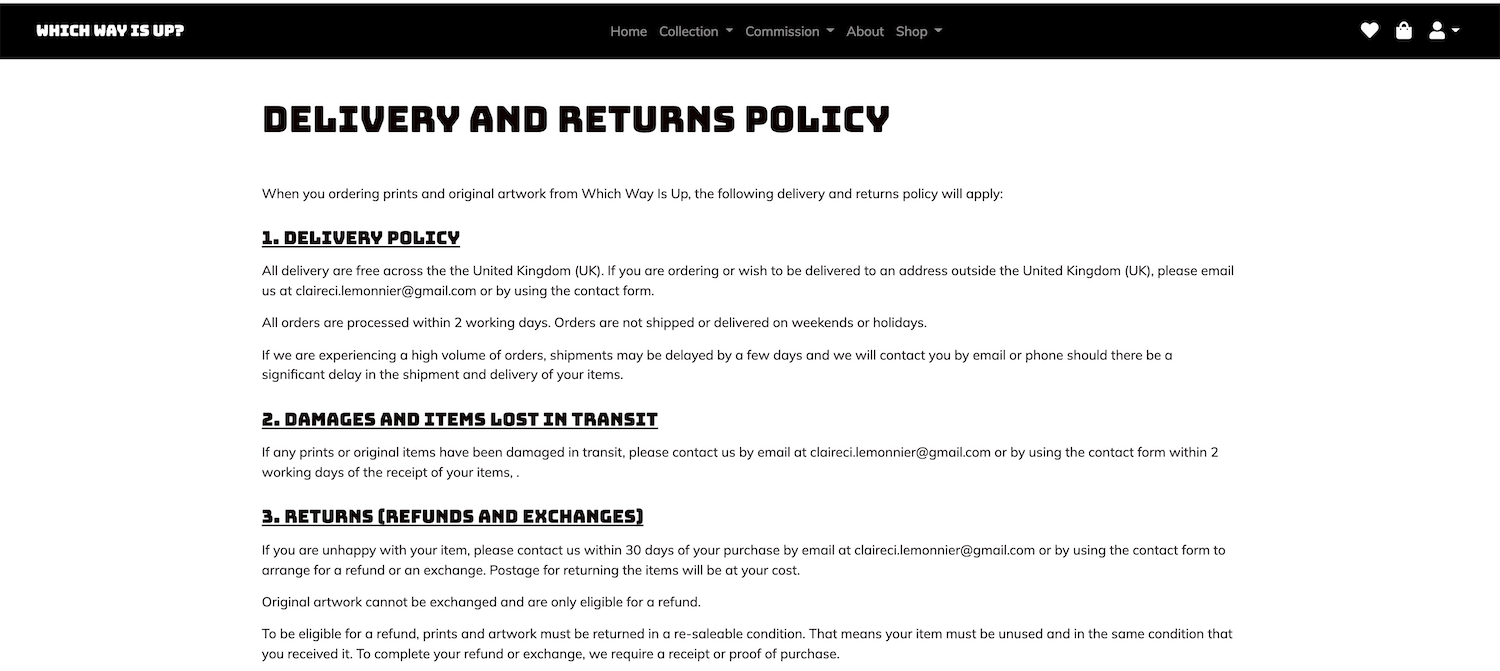 WHICH WAY IS UP?
Home Collection Commission About Shop
DELIVERY AND RETURNS POLICY
When you ordering prints and original artwork from Which Way Is Up, the following delivery and returns policy will apply:
1. DELIVERY POLICY
All delivery are free across the the United Kingdom (UK). If you are ordering or wish to be delivered to an address outside the United Kingdom (UK), please email
us at claireci.lemonnier@gmail.com or by using the contact form.
All orders are processed within 2 working days. Orders are not shipped or delivered on weekends or holidays.
If we are experiencing a high volume of orders, shipments may be delayed by a few days and we will contact you by email or phone should there be a
significant delay in the shipment and delivery of your items.
2. DAMAGES AND ITEMS LOST IN TRANSIT
If any prints or original items have been damaged in transit, please contact us by email at claireci.lemonnier@gmail.com or by using the contact form within 2
working days of the receipt of your items, .
3. RETURNS (REFUNDS AND EXCHANGES)
If you are unhappy with your item, please contact us within 30 days of your purchase by email at claireci.lemonnier@gmail.com or by using the contact form to
arrange for a refund or an exchange. Postage for returning the items will be at your cost.
Original artwork cannot be exchanged and are only eligible for a refund.
To be eligible for a refund, prints and artwork must be returned in a re-saleable condition. That means your item must be unused and in the same condition that
you received it. To complete your refund or exchange, we require a receipt or proof of purchase.